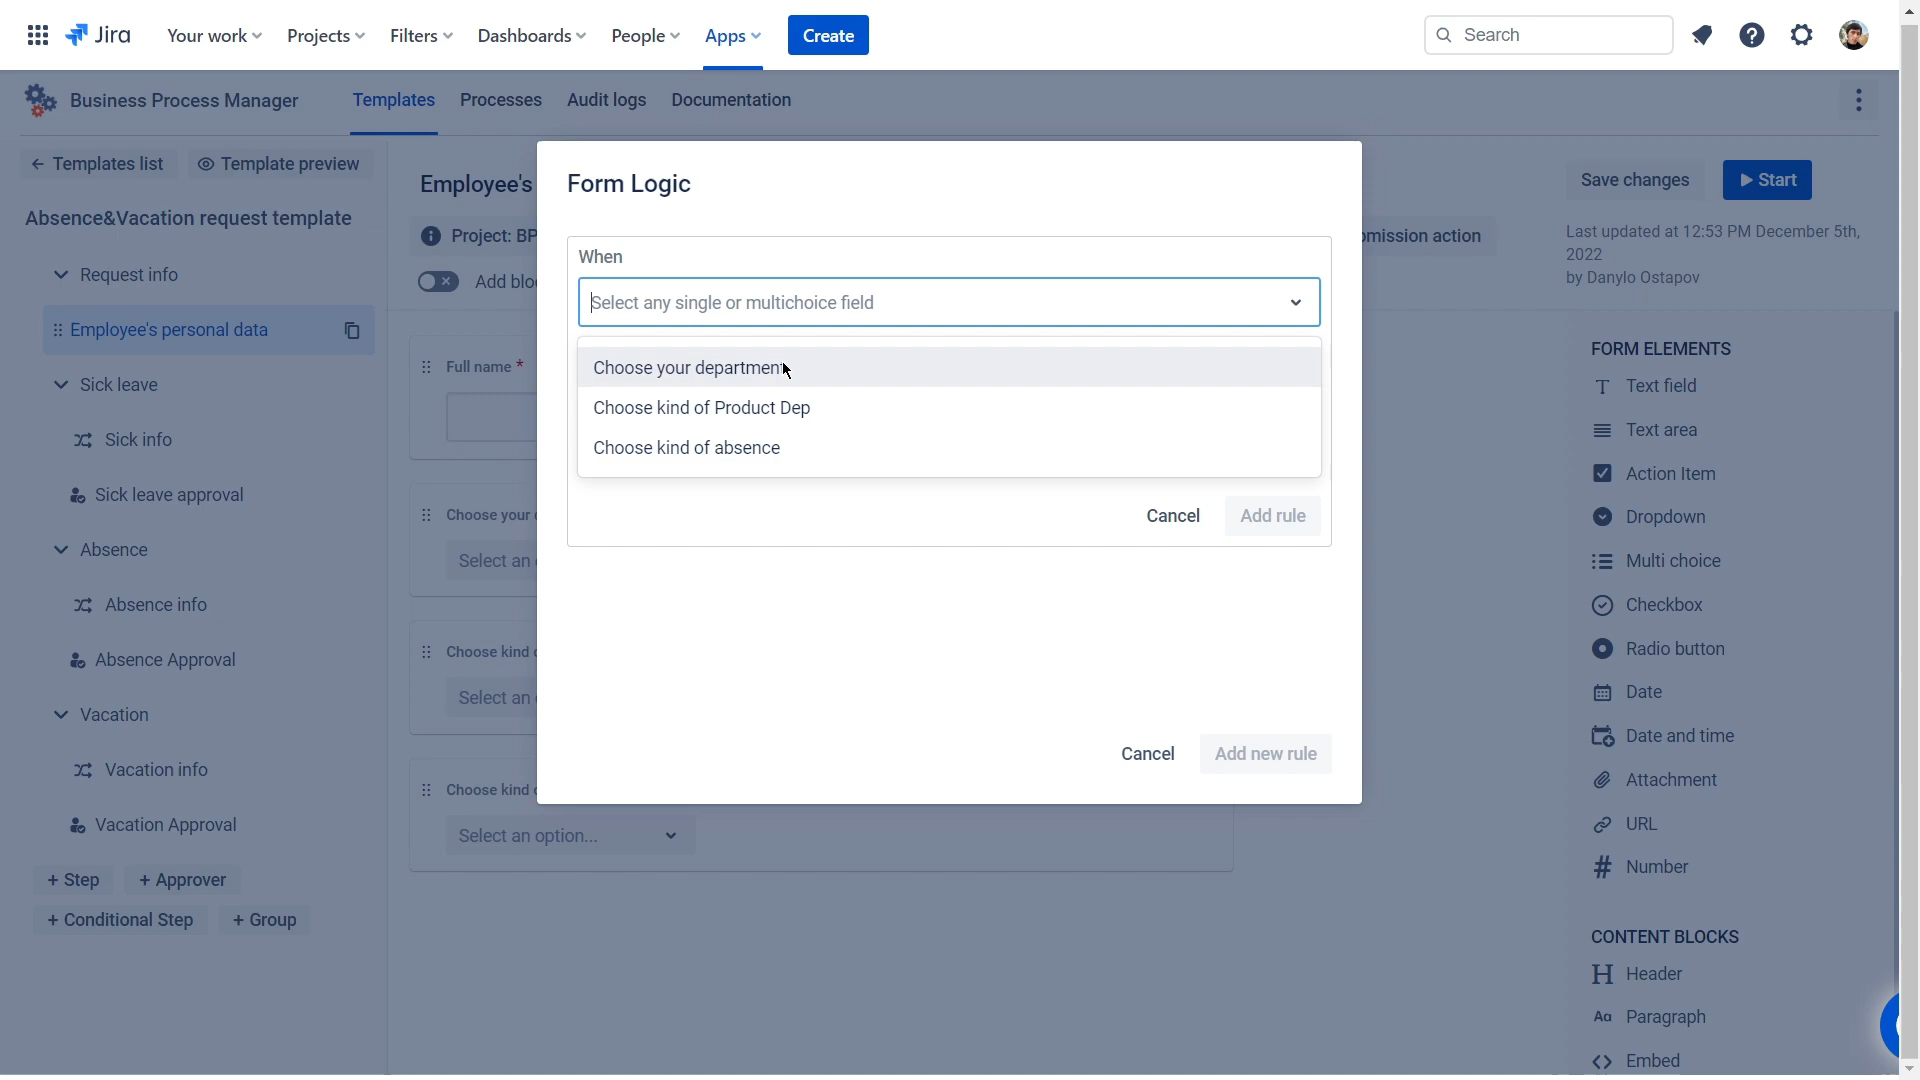 Jira
Your work
Projects
Filters
Dashboards
People
Apps
Create
Search
Business Process Manager
Templates
Processes
Audit logs
Documentation
Templates list
Template preview
Absence&Vacation request template
Request info
Employee's personal data
Sick leave
Sick info
Sick leave approval
Absence
Absence info
Absence Approval
Vacation
Vacation info
Vacation Approval
+ Step
+ Approver
+ Conditional Step
+ Group
Employee's
Project: BP
Add blo
Full name *
Choose your
Select an
Choose kind
Select an
Choose kind
Select an option...
Form Logic
When
Select any single or multichoice field
Choose your department
Choose kind of Product Dep
Choose kind of absence
Cancel
Add rule
Cancel
Add new rule
mission action
Save changes
Start
Last updated at 12:53 PM December 5th,
2022
by Danylo Ostapov
FORM ELEMENTS
Text field
Text area
Action Item
Dropdown
Multi choice
Checkbox
Radio button
Date
Date and time
Attachment
URL
Number
CONTENT BLOCKS
Header
Paragraph
Embed